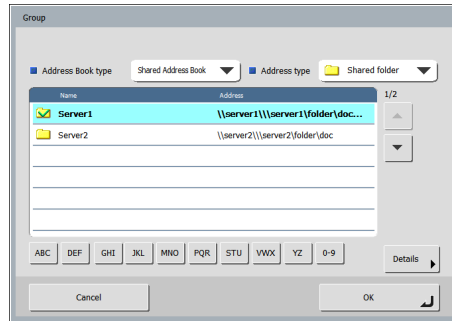 Group
Address Book type Shared Address Book Address type Shared folder
Name Address 1/2
Server1 \\server1\\\server1\folder\doc...
Server2 \\server2\\\server2\folder\doc
ABC DEF GHI JKL MNO PQR STU VWX YZ 0-9 Details
Cancel OK